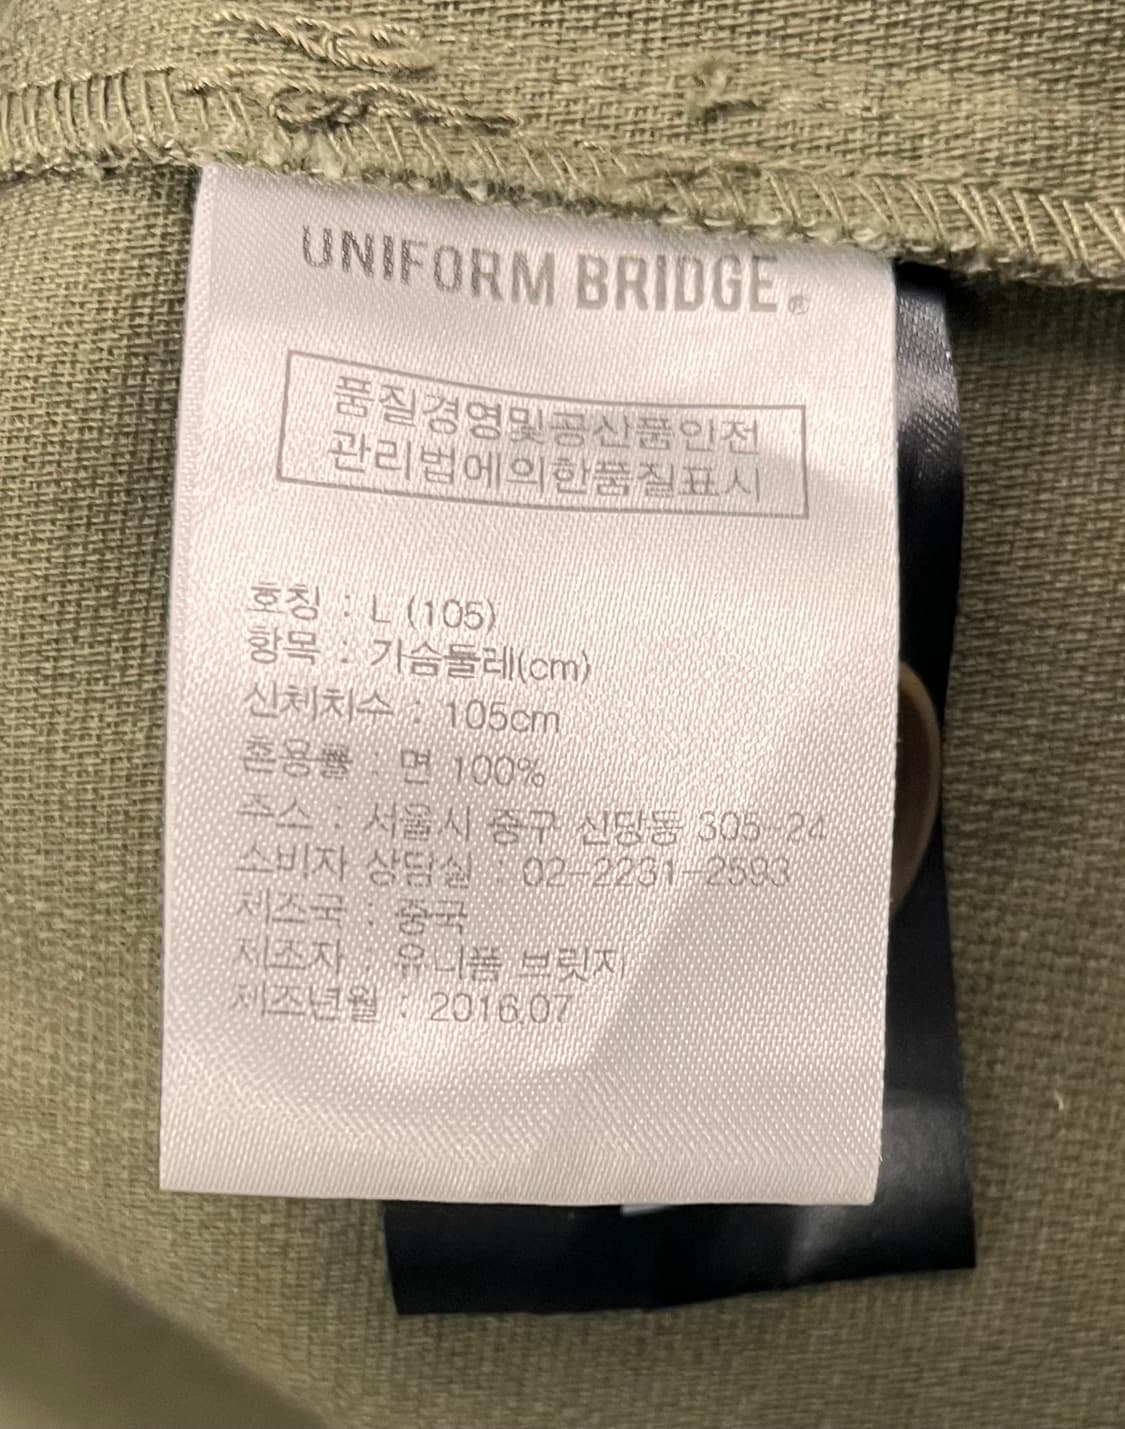 UNIFORM BRIDGE®
품질경영및공산품안전
관리법에의한품질표시
호칭 : L (105)
항목 : 가슴둘레(cm)
신체치수 : 105cm
혼용률 : 면 100%
주소 : 서울시 중구 신당동 305-24
소비자 상담실 : 02-2231-2593
제조국 : 중국
제조자 : 유니폼 브릿지
제조년월 : 2016.07